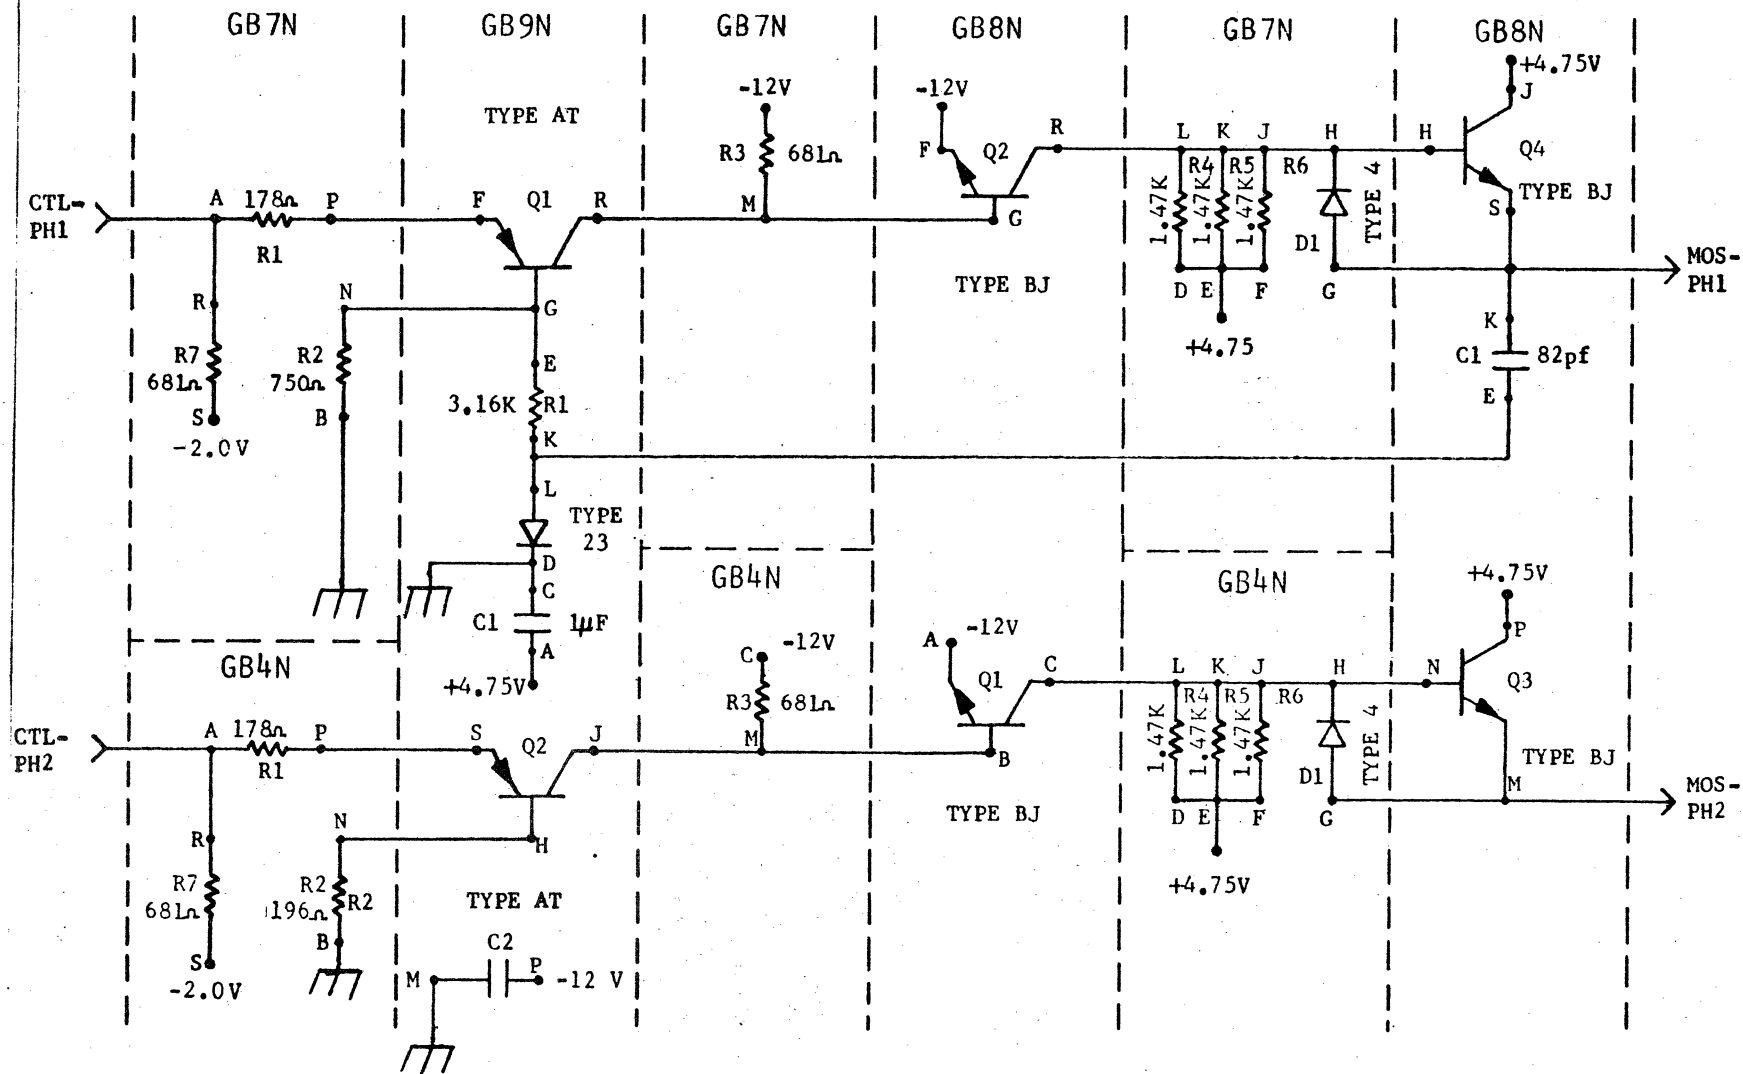 GB7N
GB9N
GB7N
GB8N
GB7N
GB8N
TYPE AT
-12V
R3 681Ω
M
-12V
F
Q2
R
G
TYPE BJ
L K J H
R4 R5 R6
1.47K 1.47K 1.47K
D1
TYPE 4
D E F G
+4.75
+4.75V
J
H
Q4
TYPE BJ
S
MOS-
PH1
K
C1 82pf
E
CTL-
PH1
A 178Ω P
R1
F Q1 R
G
N
R
R7
681Ω
S
-2.0V
R2
750Ω
B
E
3.16K R1
K
L
TYPE
23
D
C
C1 1μF
A
+4.75V
GB4N
GB4N
GB4N
CTL-
PH2
A 178Ω P
R1
S Q2 J
H
TYPE AT
N
R
R7
681Ω
S
-2.0V
R2
196Ω R2
B
C2
M P -12 V
C -12V
R3 681Ω
M
A -12V
Q1 C
B
TYPE BJ
L K J H
R4 R5 R6
1.47K 1.47K 1.47K
D1
TYPE 4
D E F G
+4.75V
+4.75V
P
N
Q3
TYPE BJ
M
MOS-
PH2